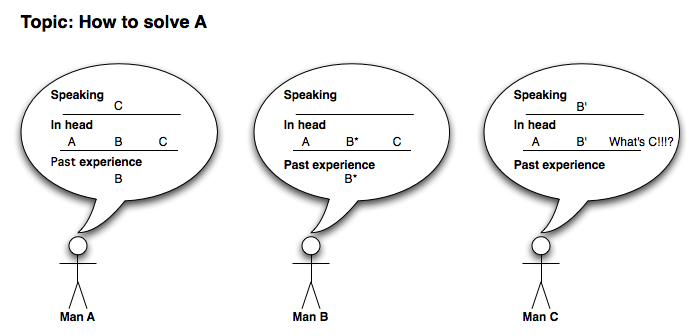 Topic: How to solve A
Speaking
C
In head
A B C
Past experience
B
Man A
Speaking
In head
A B* C
Past experience
B*
Man B
Speaking
B'
In head
A B' What's C!!!?
Past experience
Man C